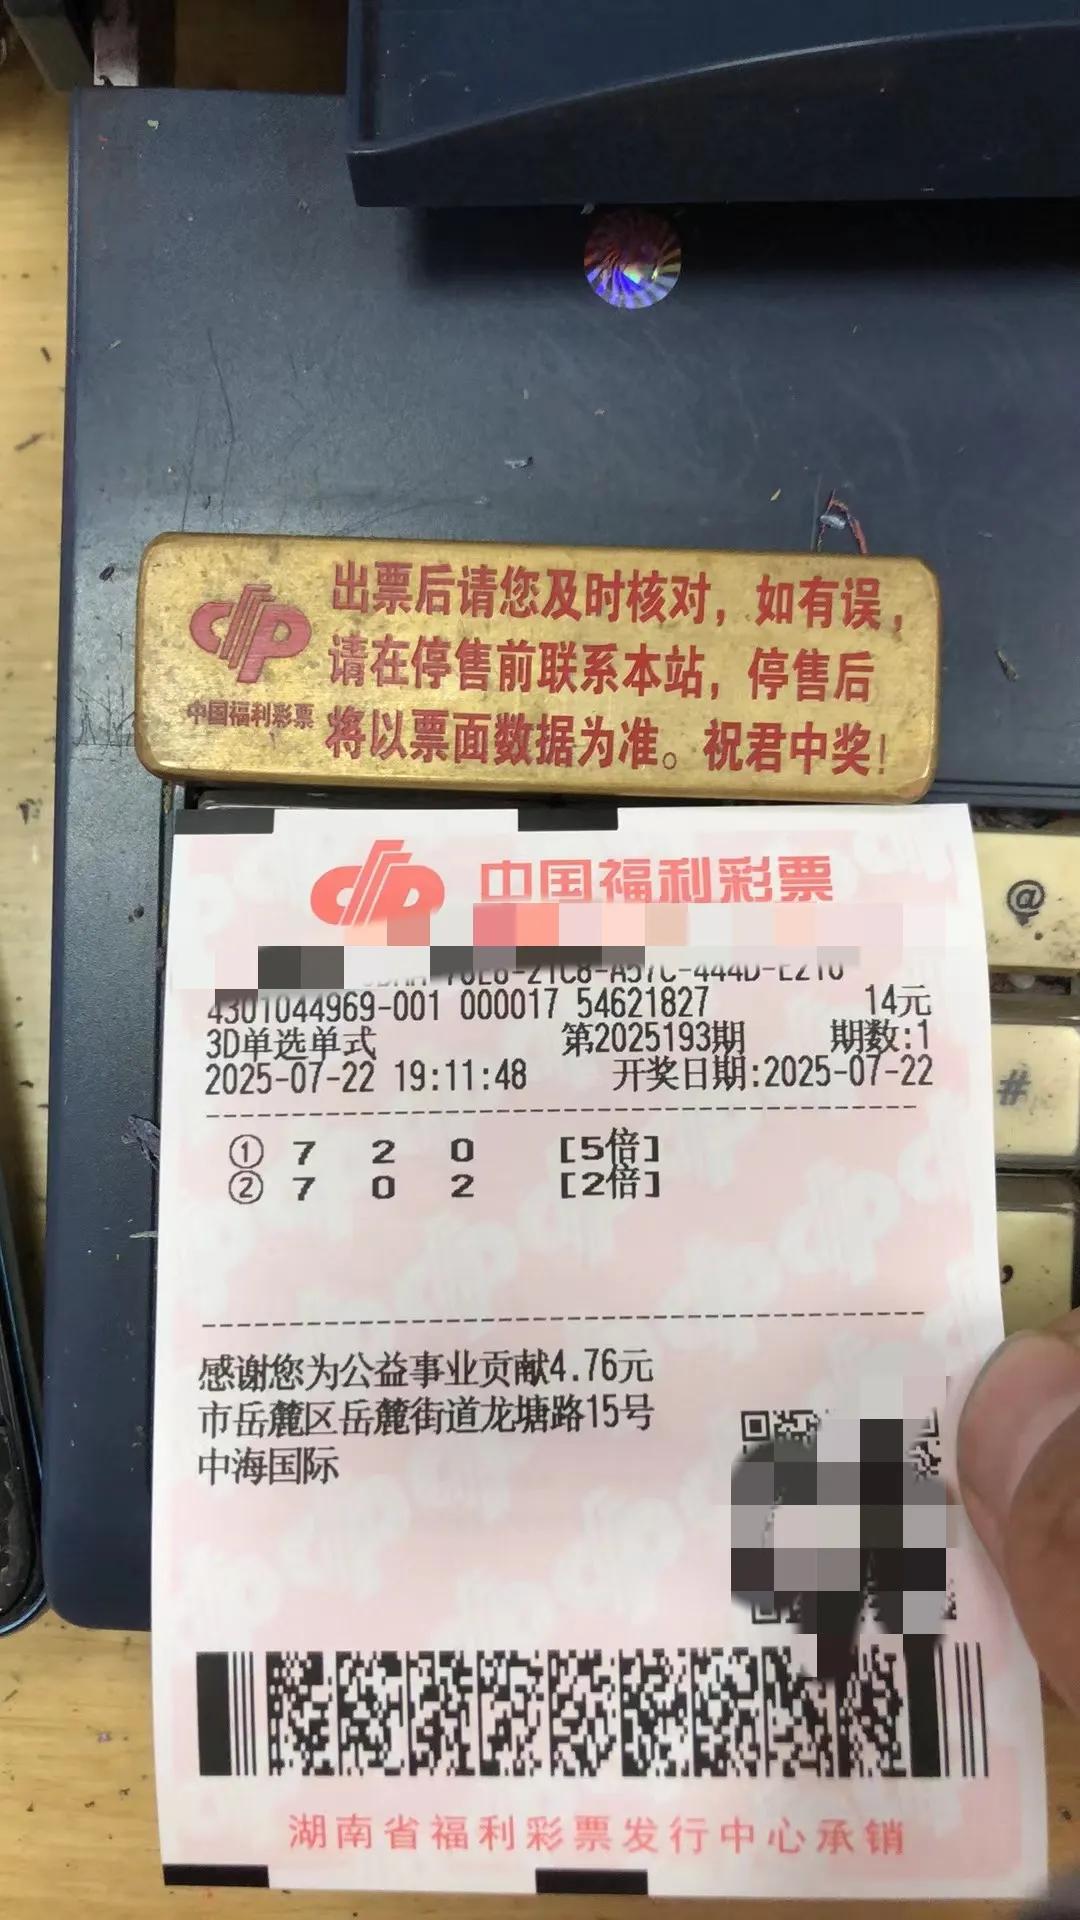 出票后请您及时核对，如有误，
请在停售前联系本站，停售后
将以票面数据为准。祝君中奖！
中国福利彩票
中国福利彩票
4301044969-001 000017 54621827 14元
3D单选单式 第2025193期 期数:1
2025-07-22 19:11:48 开奖日期:2025-07-22
① 7 2 0 [5倍]
② 7 0 2 [2倍]
感谢您为公益事业贡献4.76元
市岳麓区岳麓街道龙塘路15号
中海国际
湖南省福利彩票发行中心承销
@
#
,